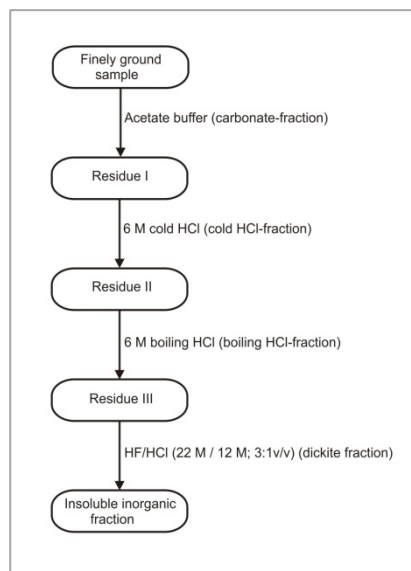 Finely ground
sample
Acetate buffer (carbonate-fraction)
Residue I
6 M cold HCl (cold HCl-fraction)
Residue II
6 M boiling HCl (boiling HCl-fraction)
Residue III
HF/HCl (22 M / 12 M; 3:1v/v) (dickite fraction)
Insoluble inorganic
fraction